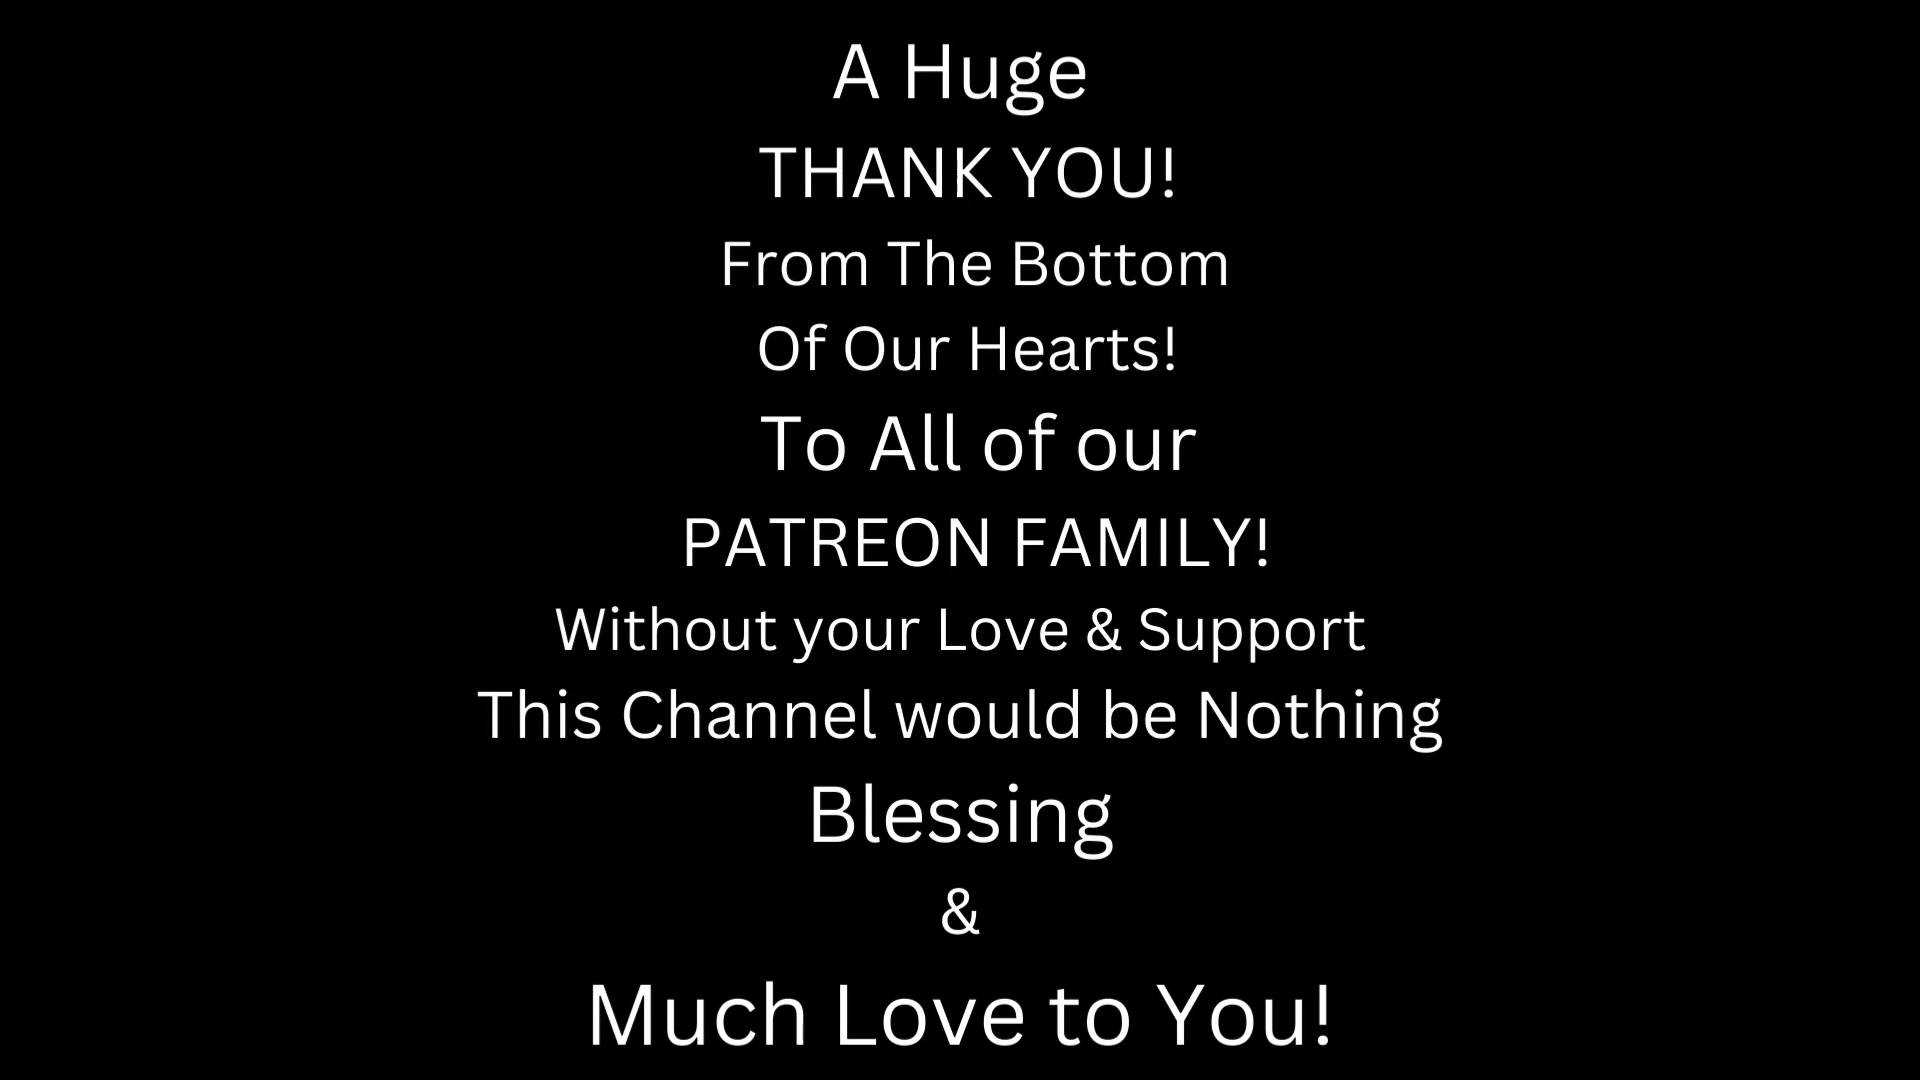 A Huge
THANK YOU!
From The Bottom
Of Our Hearts!
To All of our
PATREON FAMILY!
Without your Love & Support
This Channel would be Nothing
Blessing
&
Much Love to You!